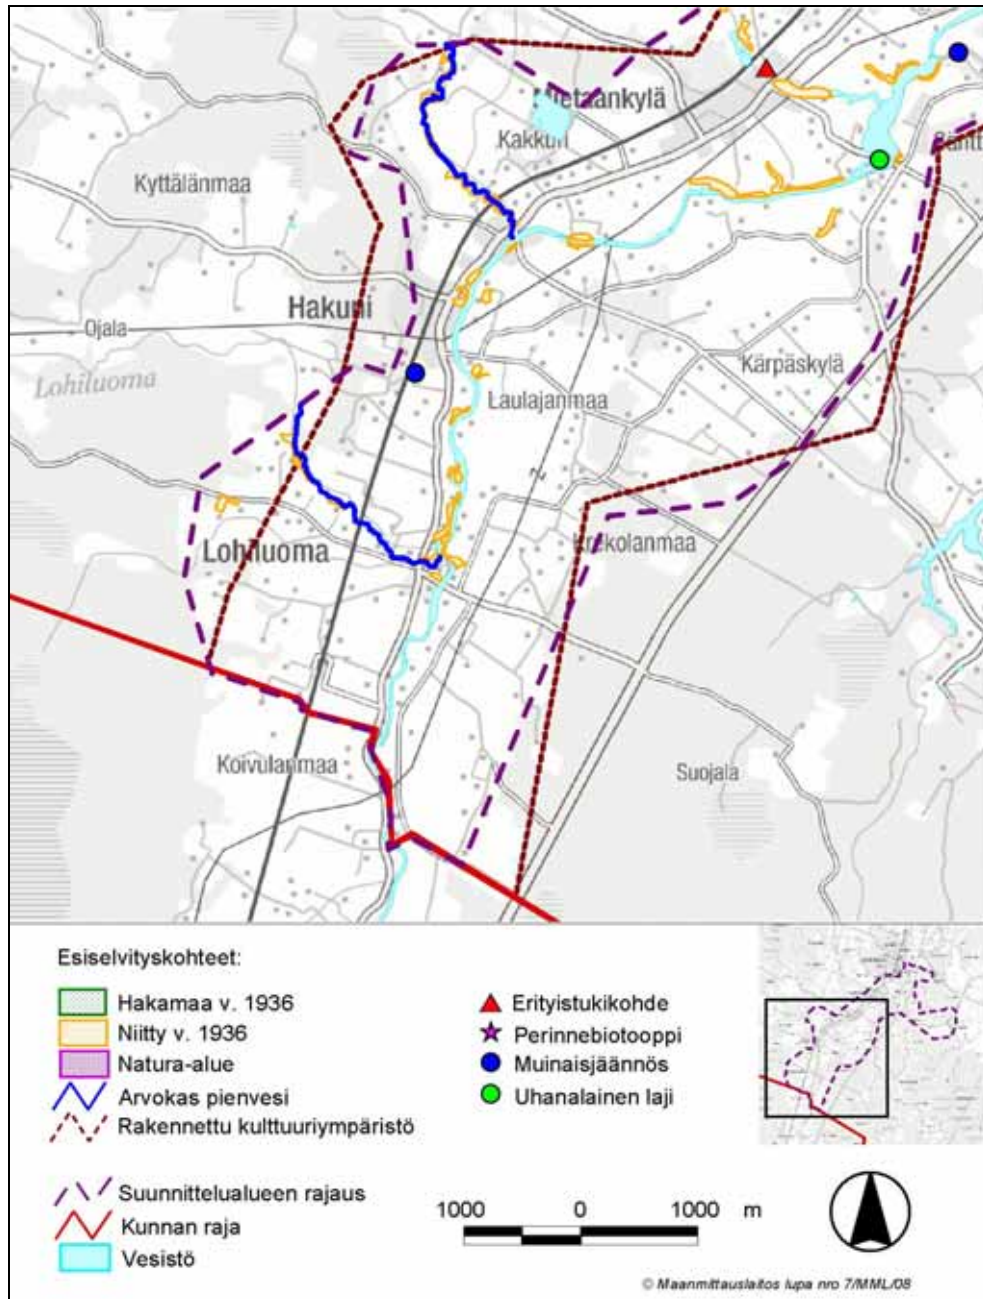 Kakkuri
Kyttälänmaa
Hakuni
Ojala
Lohiluoma
Kärpäskylä
Laulajanmaa
Lohiluoma
Koivulanmaa
Suojala
Esiselvityskohteet:
Hakamaa v. 1936
Niitty v. 1936
Natura-alue
Arvokas pienvesi
Rakennettu kulttuuriympäristö
Erityistukikohde
Perinnebiotooppi
Muinaisjäännös
Uhanalainen laji
Suunnittelualueen rajaus
Kunnan raja
Vesistö
1000 0 1000 m
© Maanmittauslaitos lupa nro 7/MML/08